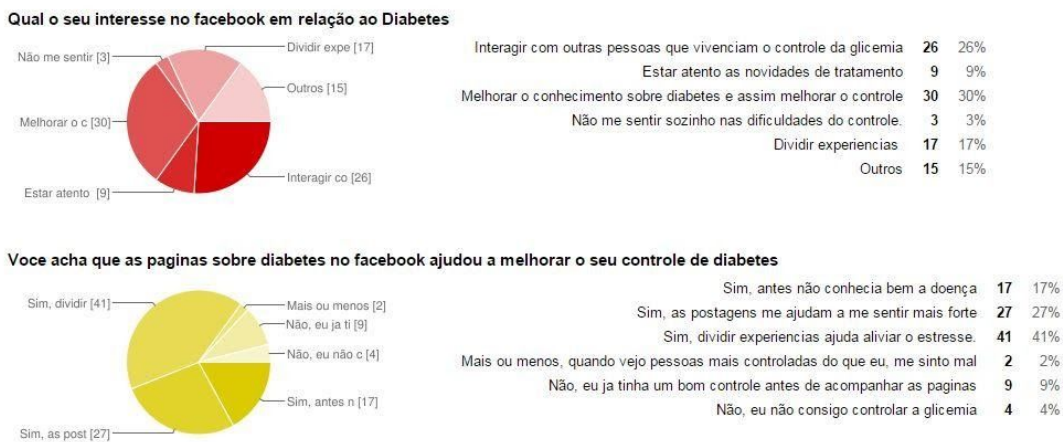 Qual o seu interesse no facebook em relação ao Diabetes
Dividir expe [17]
Não me sentir [3]
Outros [15]
Melhorar o c [30]
Interagir co [26]
Estar atento [9]
Interagir com outras pessoas que vivenciam o controle da glicemia 26 26%
Estar atento as novidades de tratamento 9 9%
Melhorar o conhecimento sobre diabetes e assim melhorar o controle 30 30%
Não me sentir sozinho nas dificuldades do controle. 3 3%
Dividir experiencias 17 17%
Outros 15 15%
Voce acha que as paginas sobre diabetes no facebook ajudou a melhorar o seu controle de diabetes
Sim, dividir [41]
Mais ou menos [2]
Não, eu ja ti [9]
Não, eu não c [4]
Sim, antes n [17]
Sim, as post [27]
Sim, antes não conhecia bem a doença 17 17%
Sim, as postagens me ajudam a me sentir mais forte 27 27%
Sim, dividir experiencias ajuda aliviar o estresse. 41 41%
Mais ou menos, quando vejo pessoas mais controladas do que eu, me sinto mal 2 2%
Não, eu ja tinha um bom controle antes de acompanhar as paginas 9 9%
Não, eu não consigo controlar a glicemia 4 4%